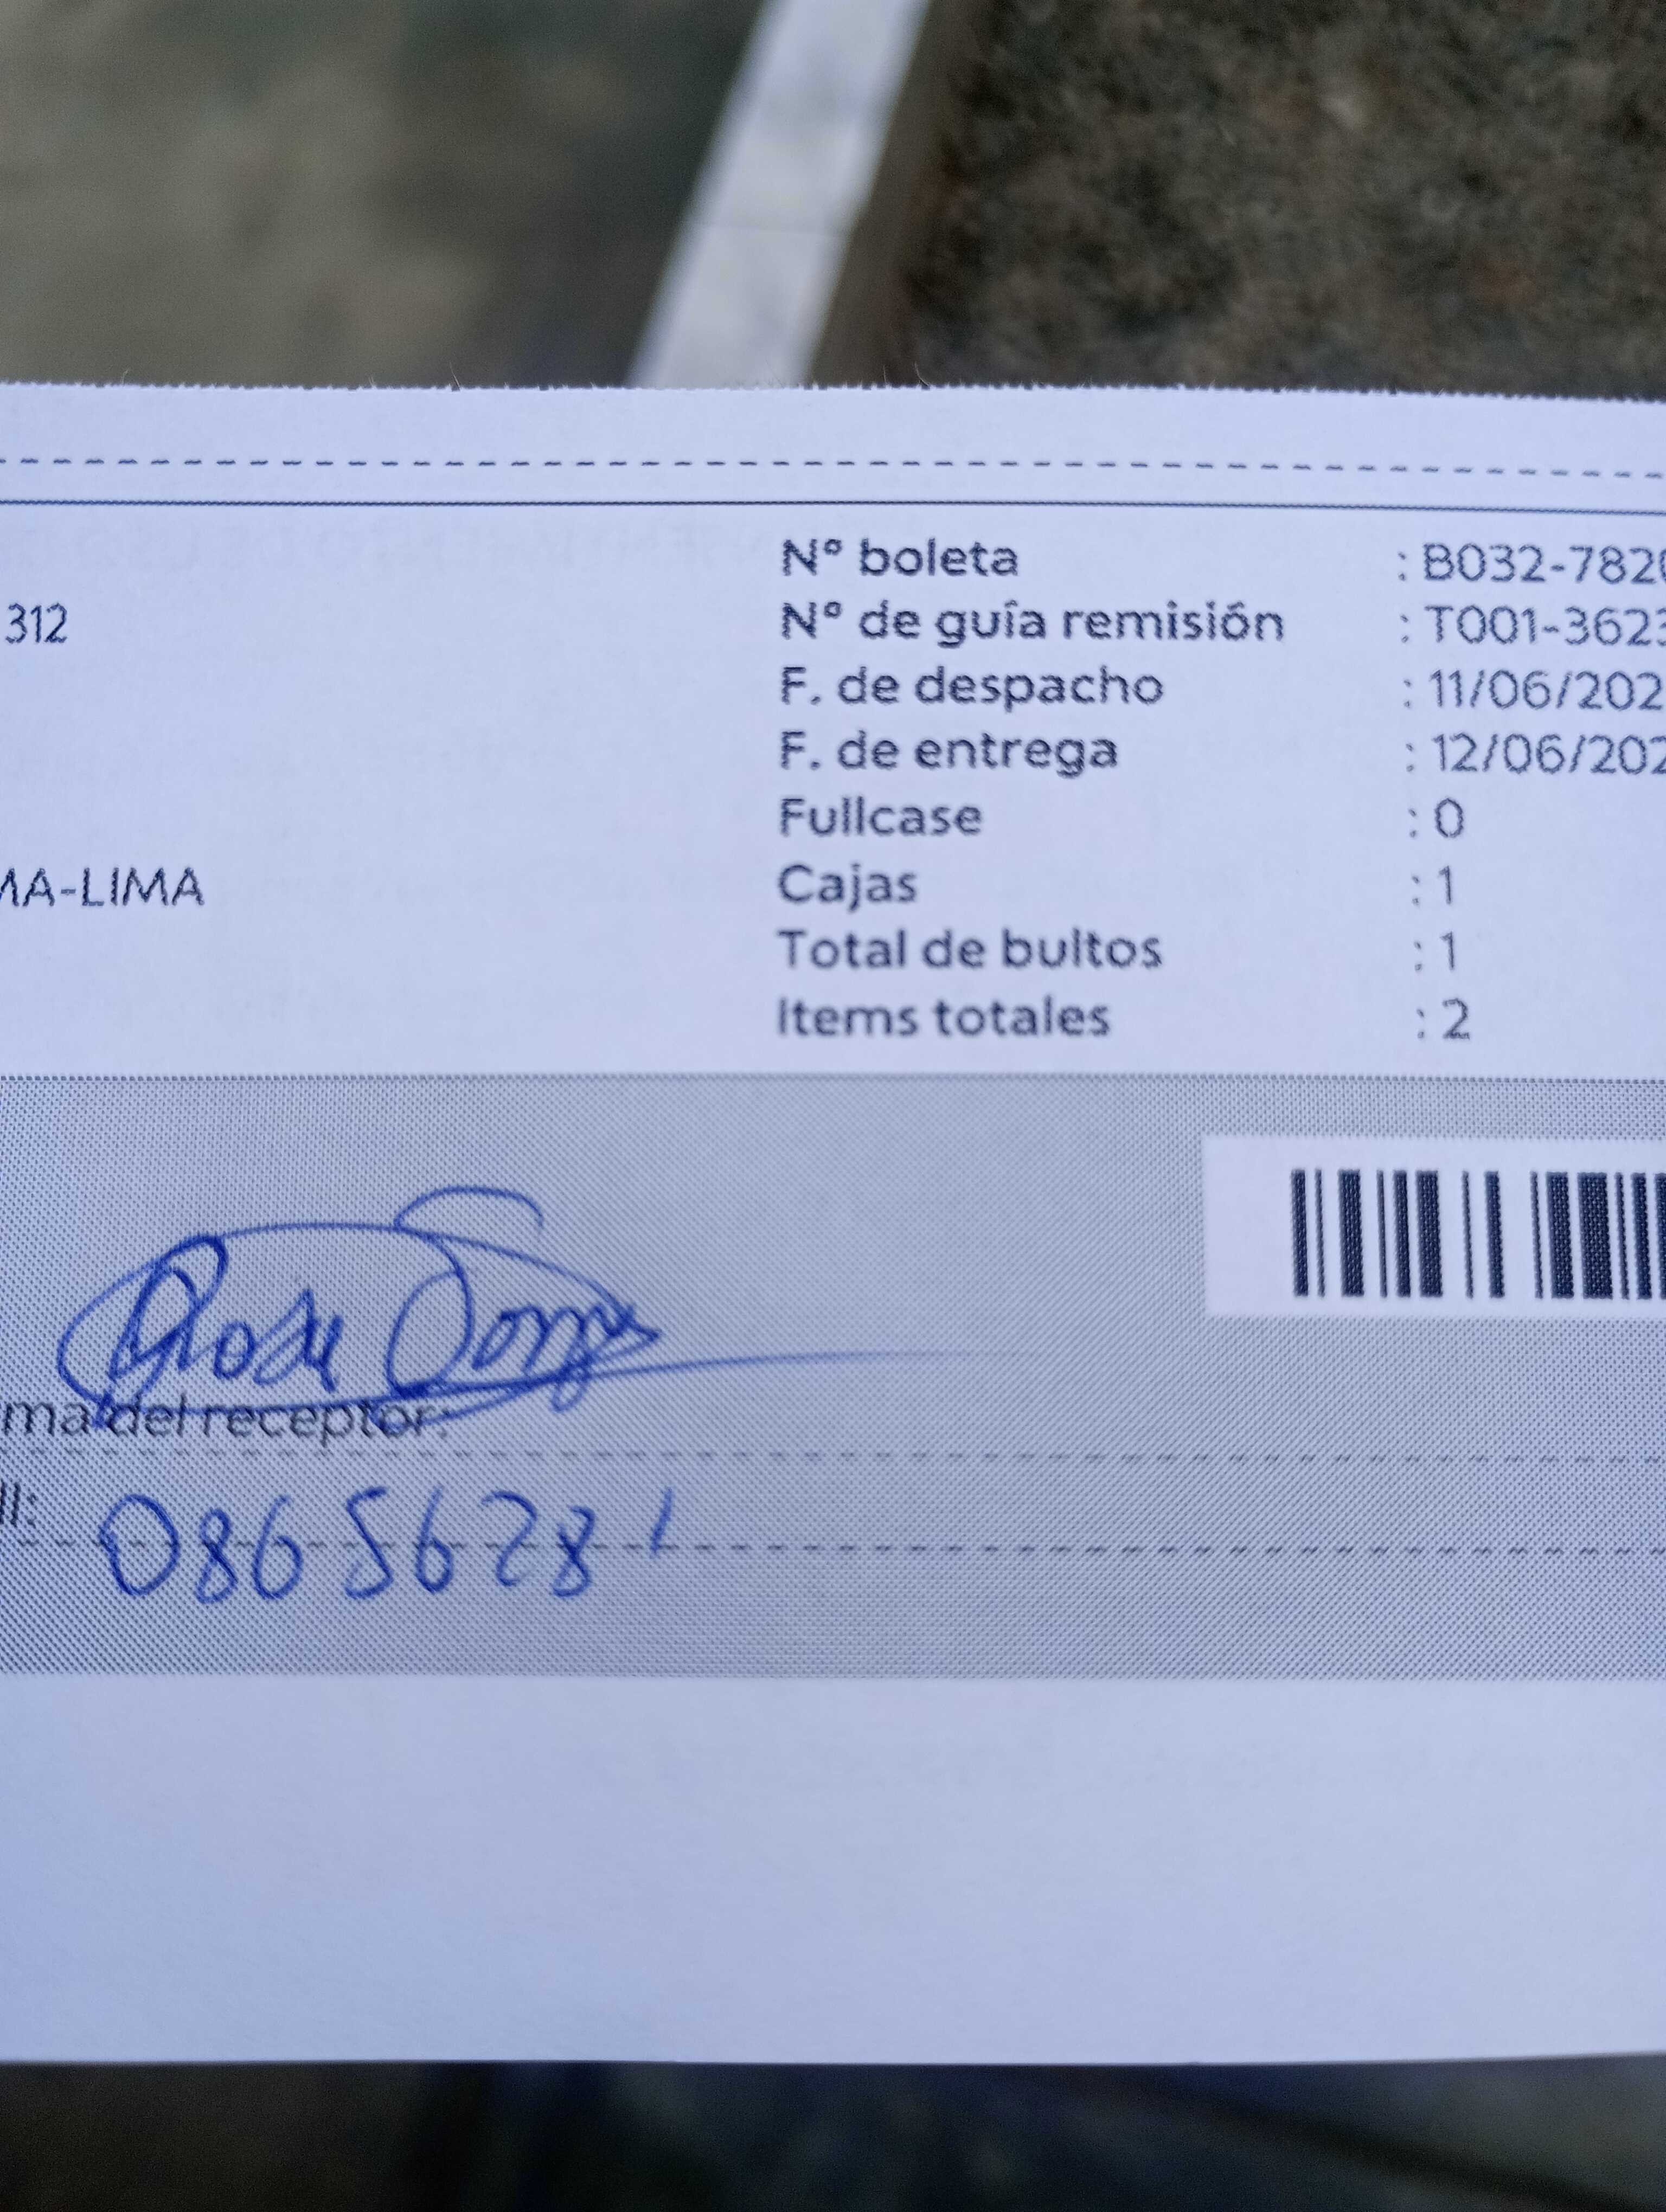 N° boleta : B032-782
N° de guía remisión : T001-3623
312
F. de despacho : 11/06/202
F. de entrega : 12/06/202
Fullcase : 0
MA-LIMA
Cajas : 1
Total de bultos : 1
Items totales : 2
ma del receptor:
08656281